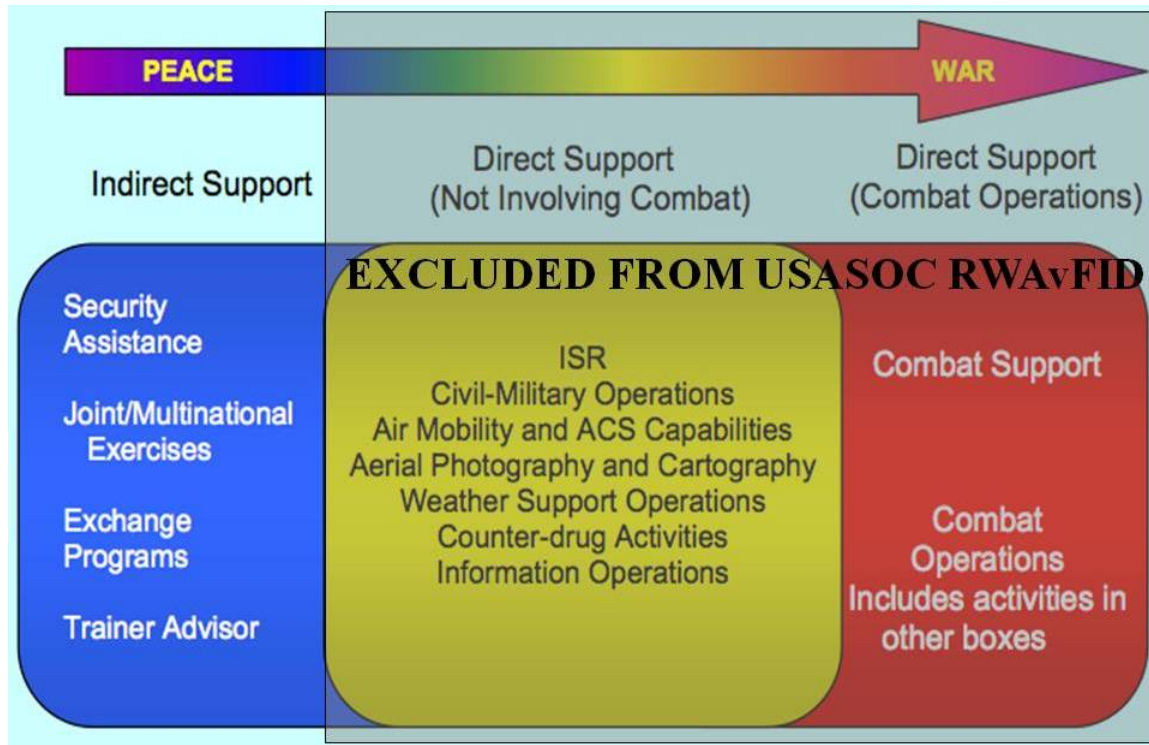 PEACE
WAR
Indirect Support
Direct Support
(Not Involving Combat)
Direct Support
(Combat Operations)
EXCLUDED FROM USASOC RWAvFID
Security
Assistance
Joint/Multinational
Exercises
Exchange
Programs
Trainer Advisor
ISR
Civil-Military Operations
Air Mobility and ACS Capabilities
Aerial Photography and Cartography
Weather Support Operations
Counter-drug Activities
Information Operations
Combat Support
Combat
Operations
Includes activities in
other boxes